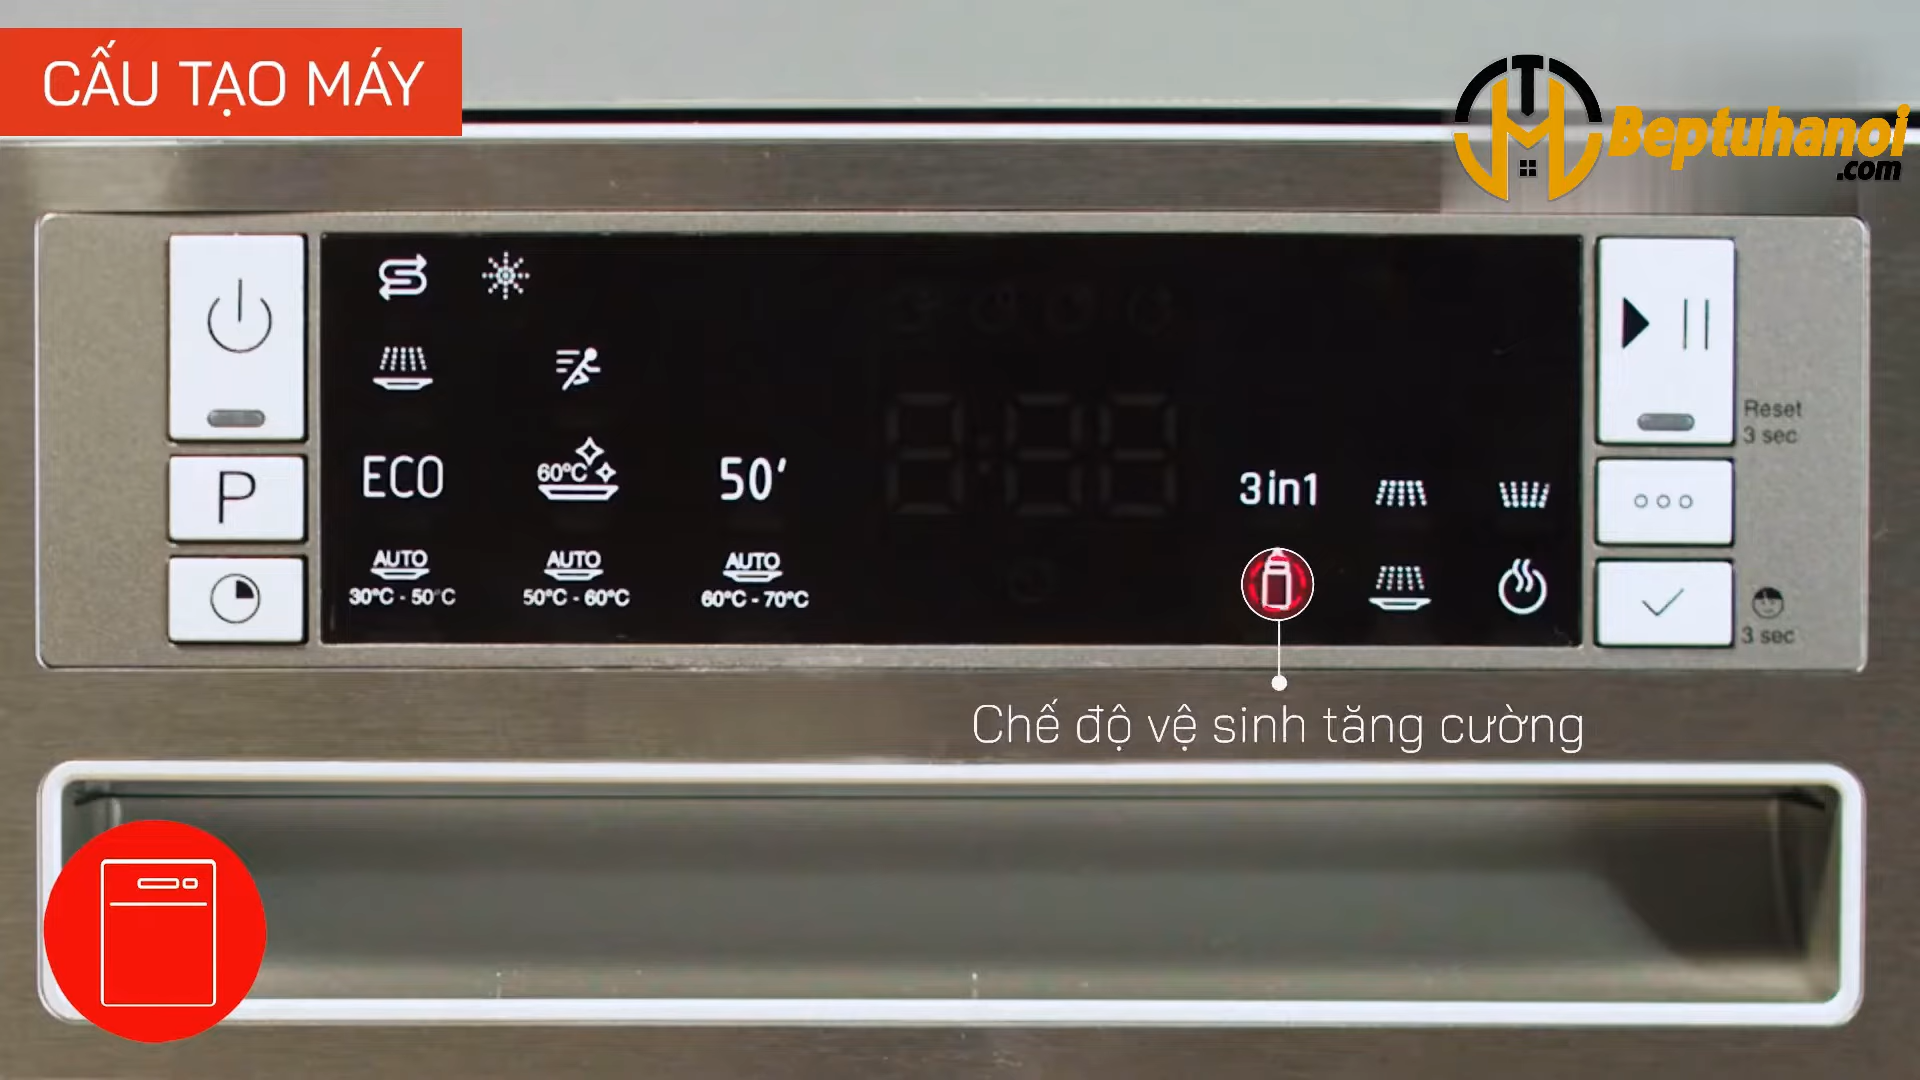 CẤU TẠO MÁY
Beptuhanoi
.com
Reset
3 sec
P
ECO
60°C
50'
3in1
AUTO
30°C - 50°C
AUTO
50°C - 60°C
AUTO
60°C - 70°C
3 sec
Chế độ vệ sinh tăng cường